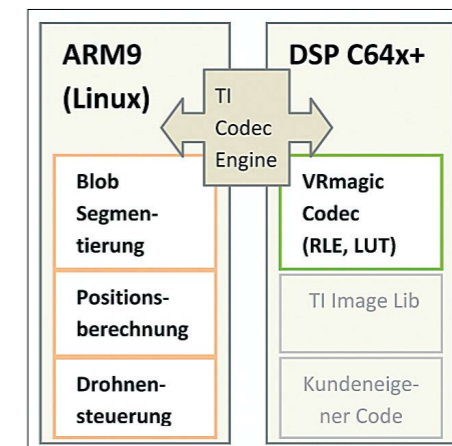 ARM9
(Linux)
Blob
Segmen-
tierung
Positions-
berechnung
Drohnen-
steuerung
TI
Codec
Engine
DSP C64x+
VRmagic
Codec
(RLE, LUT)
TI Image Lib
Kundeneige-
ner Code